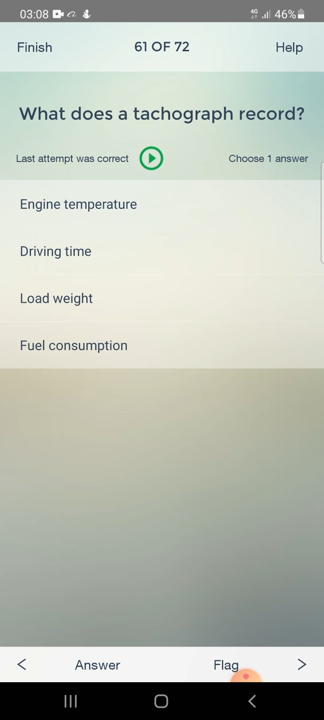 03:08 4G 46%
Finish 61 OF 72 Help
What does a tachograph record?
Last attempt was correct Choose 1 answer
Engine temperature
Driving time
Load weight
Fuel consumption
< Answer Flag >